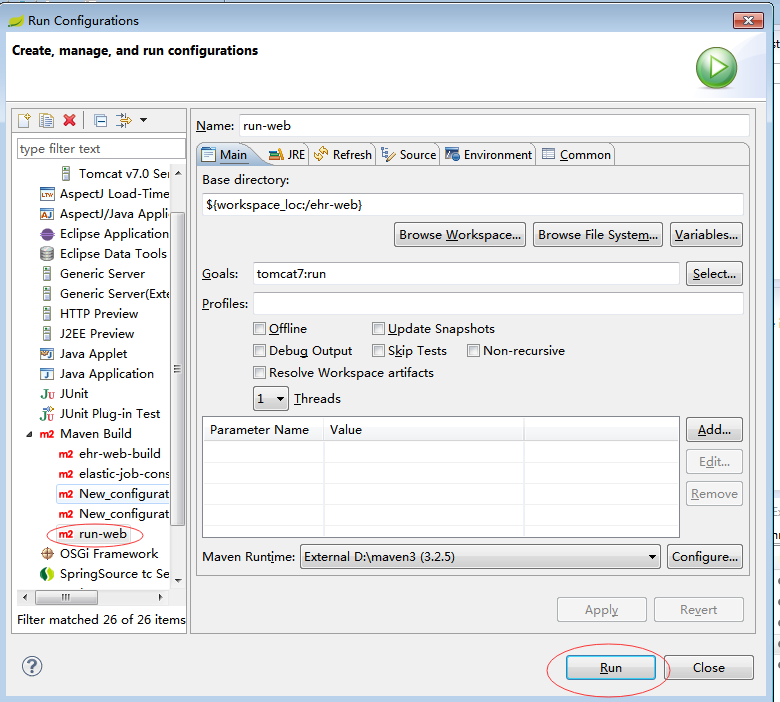 Run Configurations
Create, manage, and run configurations
type filter text
Tomcat v7.0 Ser
AspectJ Load-Time
AspectJ/Java Appli
Eclipse Application
Eclipse Data Tools
Generic Server
Generic Server(Exte
HTTP Preview
J2EE Preview
Java Applet
Java Application
JUnit
JUnit Plug-in Test
m2 Maven Build
m2 ehr-web-build
m2 elastic-job-cons
m2 New_configurat
m2 New_configurat
m2 run-web
OSGi Framework
SpringSource tc Se
Filter matched 26 of 26 items
Name: run-web
Main JRE Refresh Source Environment Common
Base directory:
${workspace_loc:/ehr-web}
Browse Workspace... Browse File System... Variables...
Goals: tomcat7:run Select...
Profiles:
Offline Update Snapshots
Debug Output Skip Tests Non-recursive
Resolve Workspace artifacts
1 Threads
Parameter Name Value Add...
Edit...
Remove
Maven Runtime: External D:\maven3 (3.2.5) Configure...
Apply Revert
? Run Close